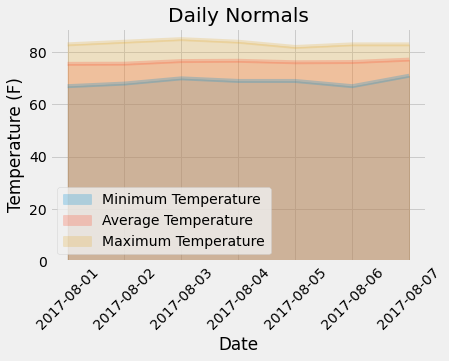 Daily Normals
Temperature (F)
80
60
40
20
0
Minimum Temperature
Average Temperature
Maximum Temperature
2017-08-01
2017-08-02
2017-08-03
2017-08-04
2017-08-05
2017-08-06
2017-08-07
Date